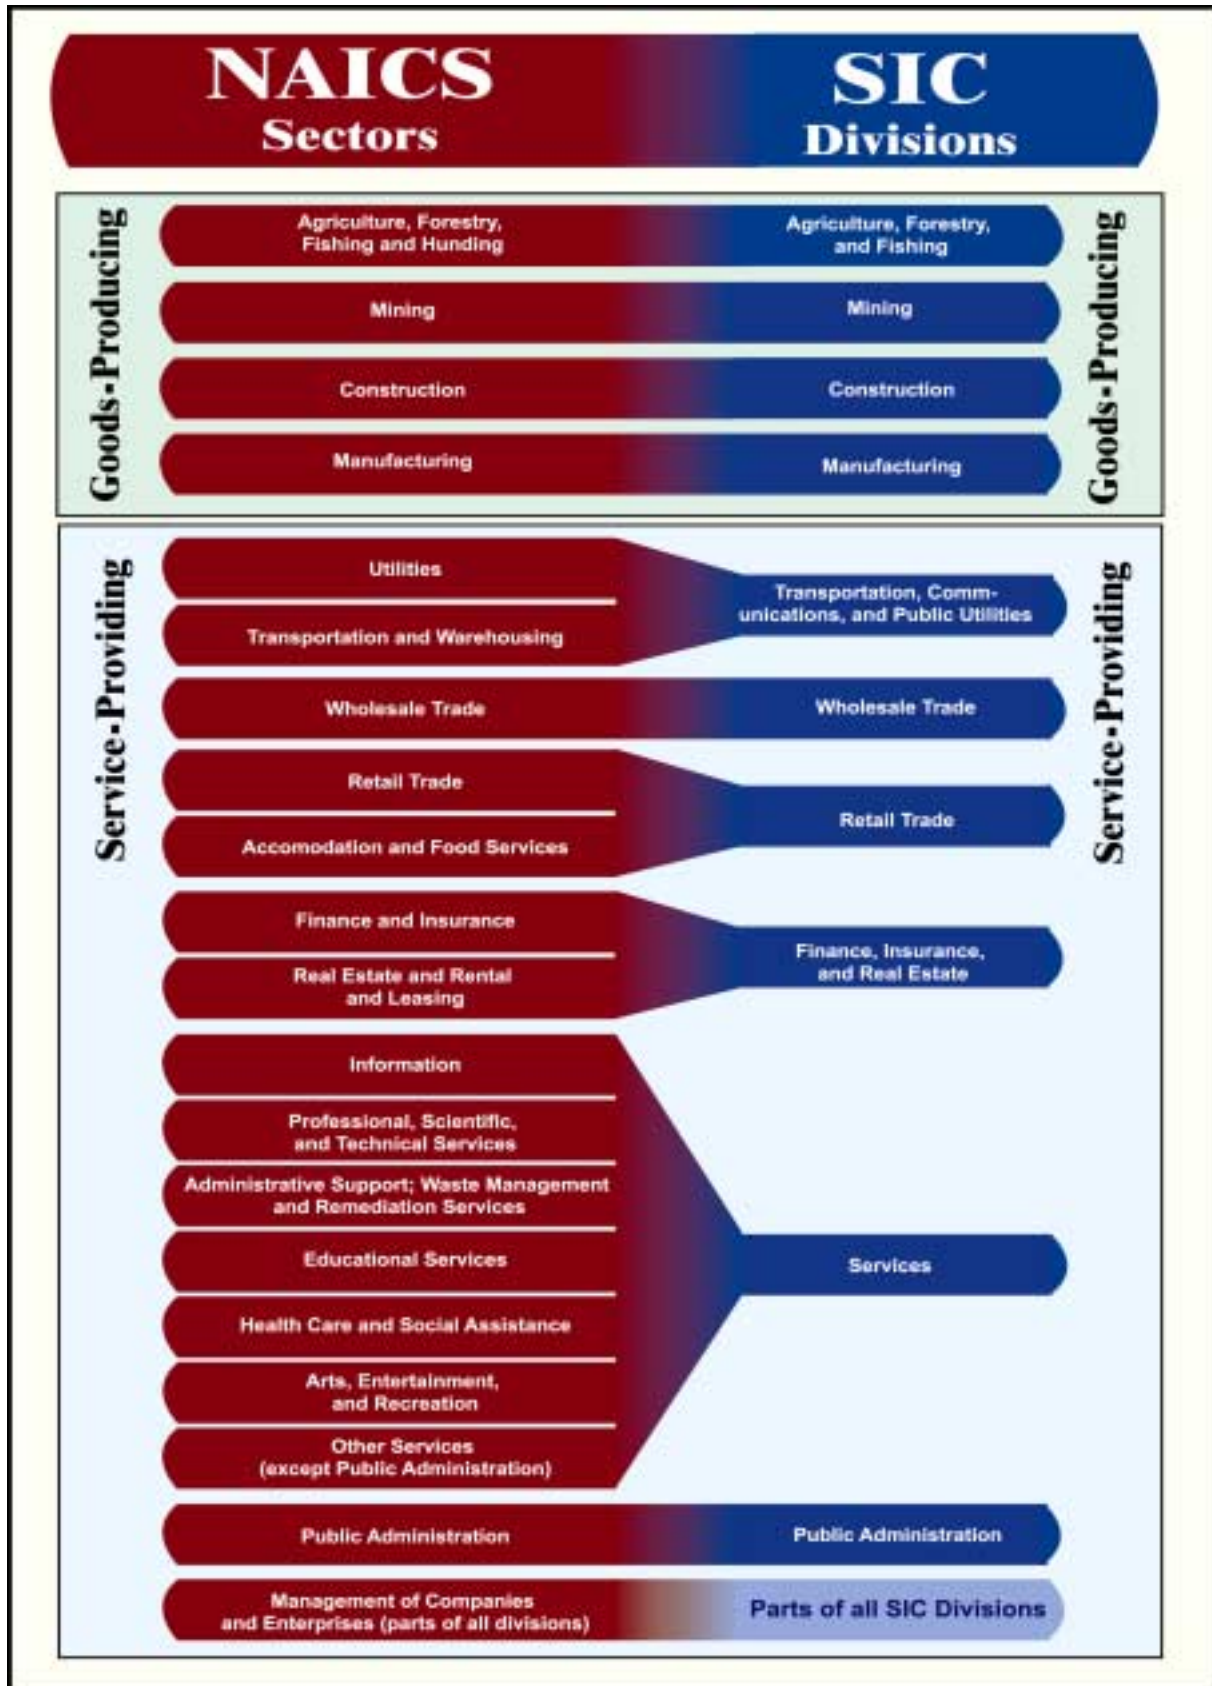 NAICS
Sectors
SIC
Divisions
Goods•Producing
Agriculture, Forestry,
Fishing and Hunding
Agriculture, Forestry,
and Fishing
Mining
Mining
Construction
Construction
Manufacturing
Manufacturing
Goods•Producing
Service•Providing
Utilities
Transportation and Warehousing
Transportation, Comm-
unications, and Public Utilities
Wholesale Trade
Wholesale Trade
Retail Trade
Accomodation and Food Services
Retail Trade
Finance and Insurance
Real Estate and Rental
and Leasing
Finance, Insurance,
and Real Estate
Information
Professional, Scientific,
and Technical Services
Administrative Support; Waste Management
and Remediation Services
Educational Services
Health Care and Social Assistance
Arts, Entertainment,
and Recreation
Other Services
(except Public Administration)
Services
Public Administration
Public Administration
Management of Companies
and Enterprises (parts of all divisions)
Parts of all SIC Divisions
Service•Providing